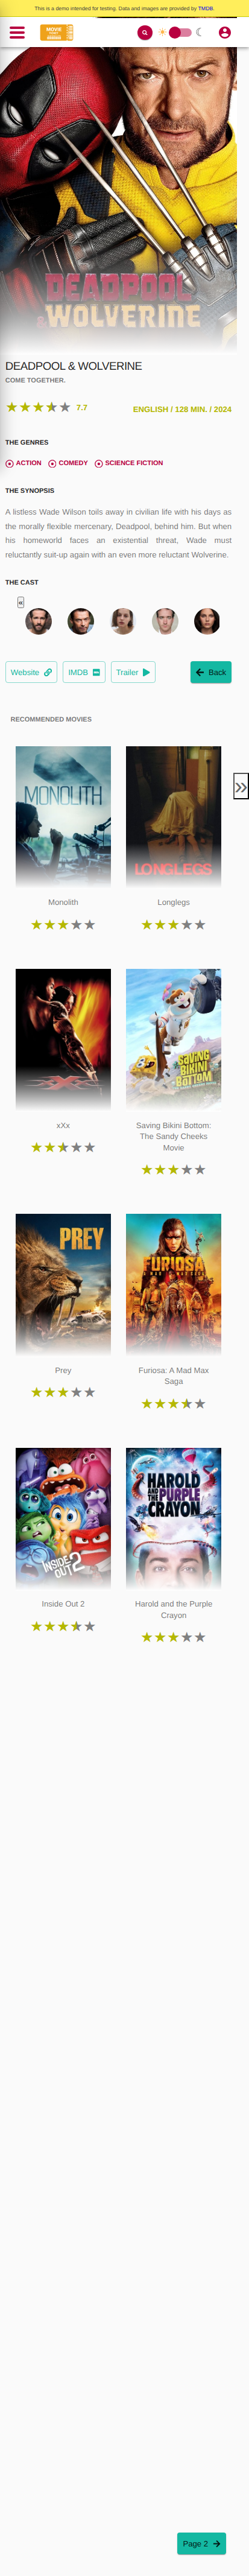 This is a demo intended for testing. Data and images are provided by TMDB.
DEADPOOL
WOLVERINE
DEADPOOL & WOLVERINE
COME TOGETHER.
7.7
ENGLISH / 128 MIN. / 2024
THE GENRES
ACTION
COMEDY
SCIENCE FICTION
THE SYNOPSIS
A listless Wade Wilson toils away in civilian life with his days as
the morally flexible mercenary, Deadpool, behind him. But when
his homeworld faces an existential threat, Wade must
reluctantly suit-up again with an even more reluctant Wolverine.
THE CAST
«
Website
IMDB
Trailer
Back
RECOMMENDED MOVIES
»
MONOLITH
LONGLEGS
Monolith
Longlegs
xXx
SAVING
BIKINI
BOTTOM
xXx
Saving Bikini Bottom:
The Sandy Cheeks
Movie
PREY
FURIOSA
A MAD MAX SAGA
Prey
Furiosa: A Mad Max
Saga
INSIDE OUT 2
HAROLD
AND THE
PURPLE
CRAYON
Inside Out 2
Harold and the Purple
Crayon
Page 2